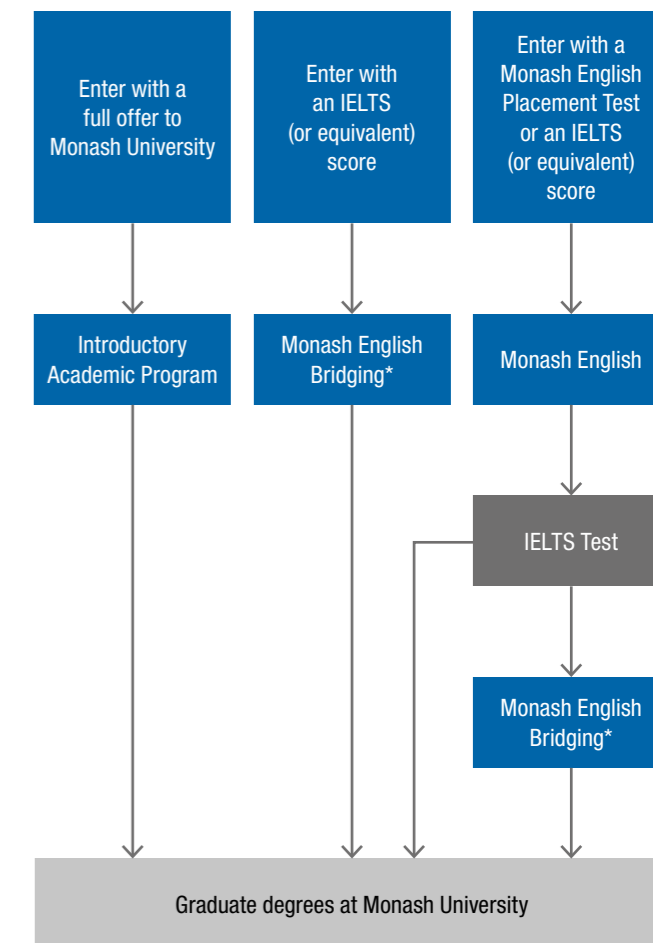 Enter with a
full offer to
Monash University
Enter with
an IELTS
(or equivalent)
score
Enter with a
Monash English
Placement Test
or an IELTS
(or equivalent)
score
Introductory
Academic Program
Monash English
Bridging*
Monash English
IELTS Test
Monash English
Bridging*
Graduate degrees at Monash University